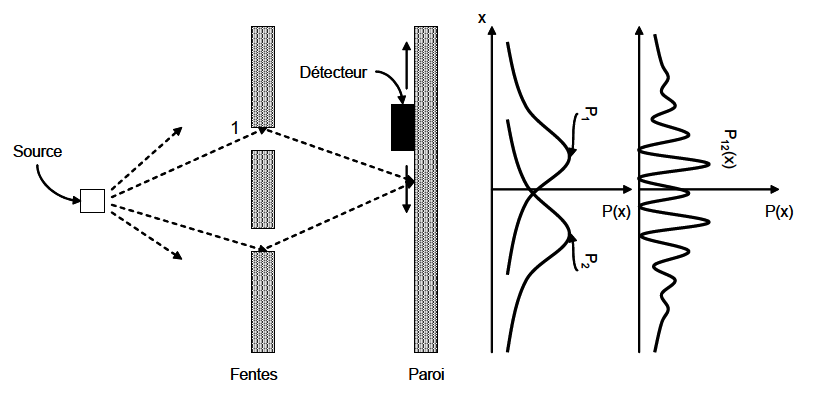 Source
1
Détecteur
Fentes
Paroi
x
P1
P2
P(x)
P12(x)
P(x)